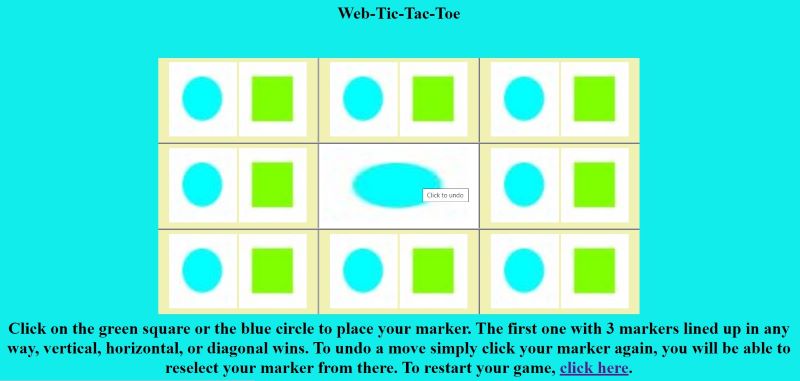 Web-Tic-Tac-Toe
Click to undo
Click on the green square or the blue circle to place your marker. The first one with 3 markers lined up in any
way, vertical, horizontal, or diagonal wins. To undo a move simply click your marker again, you will be able to
reselect your marker from there. To restart your game, click here.